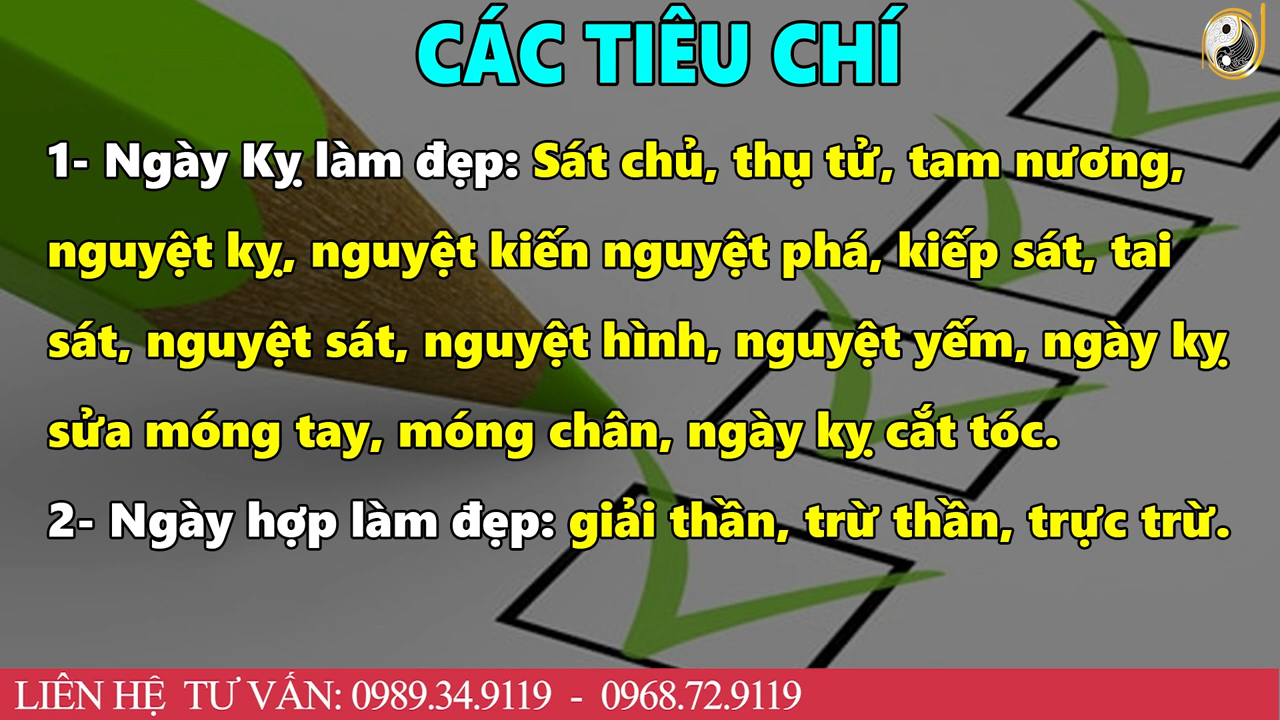 CÁC TIÊU CHÍ
1- Ngày Kỵ làm đẹp: Sát chủ, thụ tử, tam nương,
nguyệt kỵ, nguyệt kiến nguyệt phá, kiếp sát, tai
sát, nguyệt sát, nguyệt hình, nguyệt yếm, ngày kỵ
sửa móng tay, móng chân, ngày kỵ cắt tóc.
2- Ngày hợp làm đẹp: giải thần, trừ thần, trực trừ.
LIÊN HỆ TƯ VẤN: 0989.34.9119 - 0968.72.9119